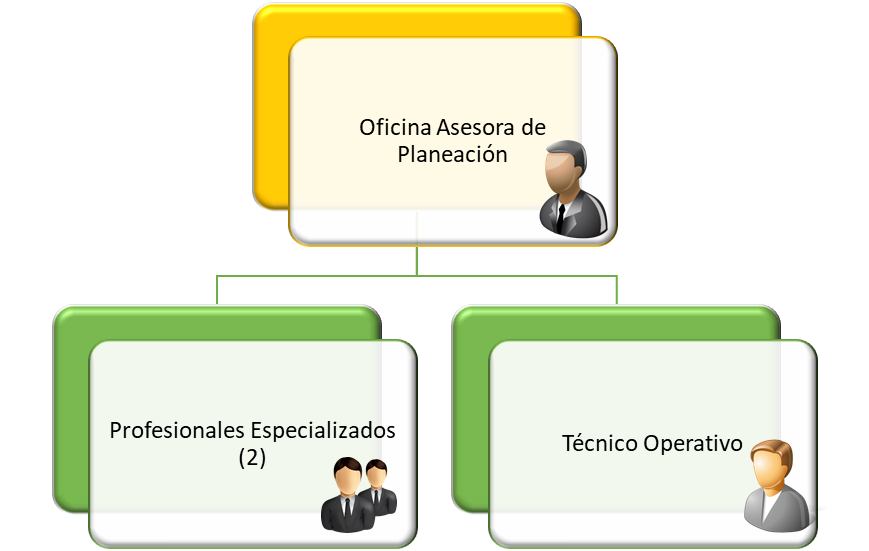 Oficina Asesora de
Planeación
Profesionales Especializados
(2)
Técnico Operativo